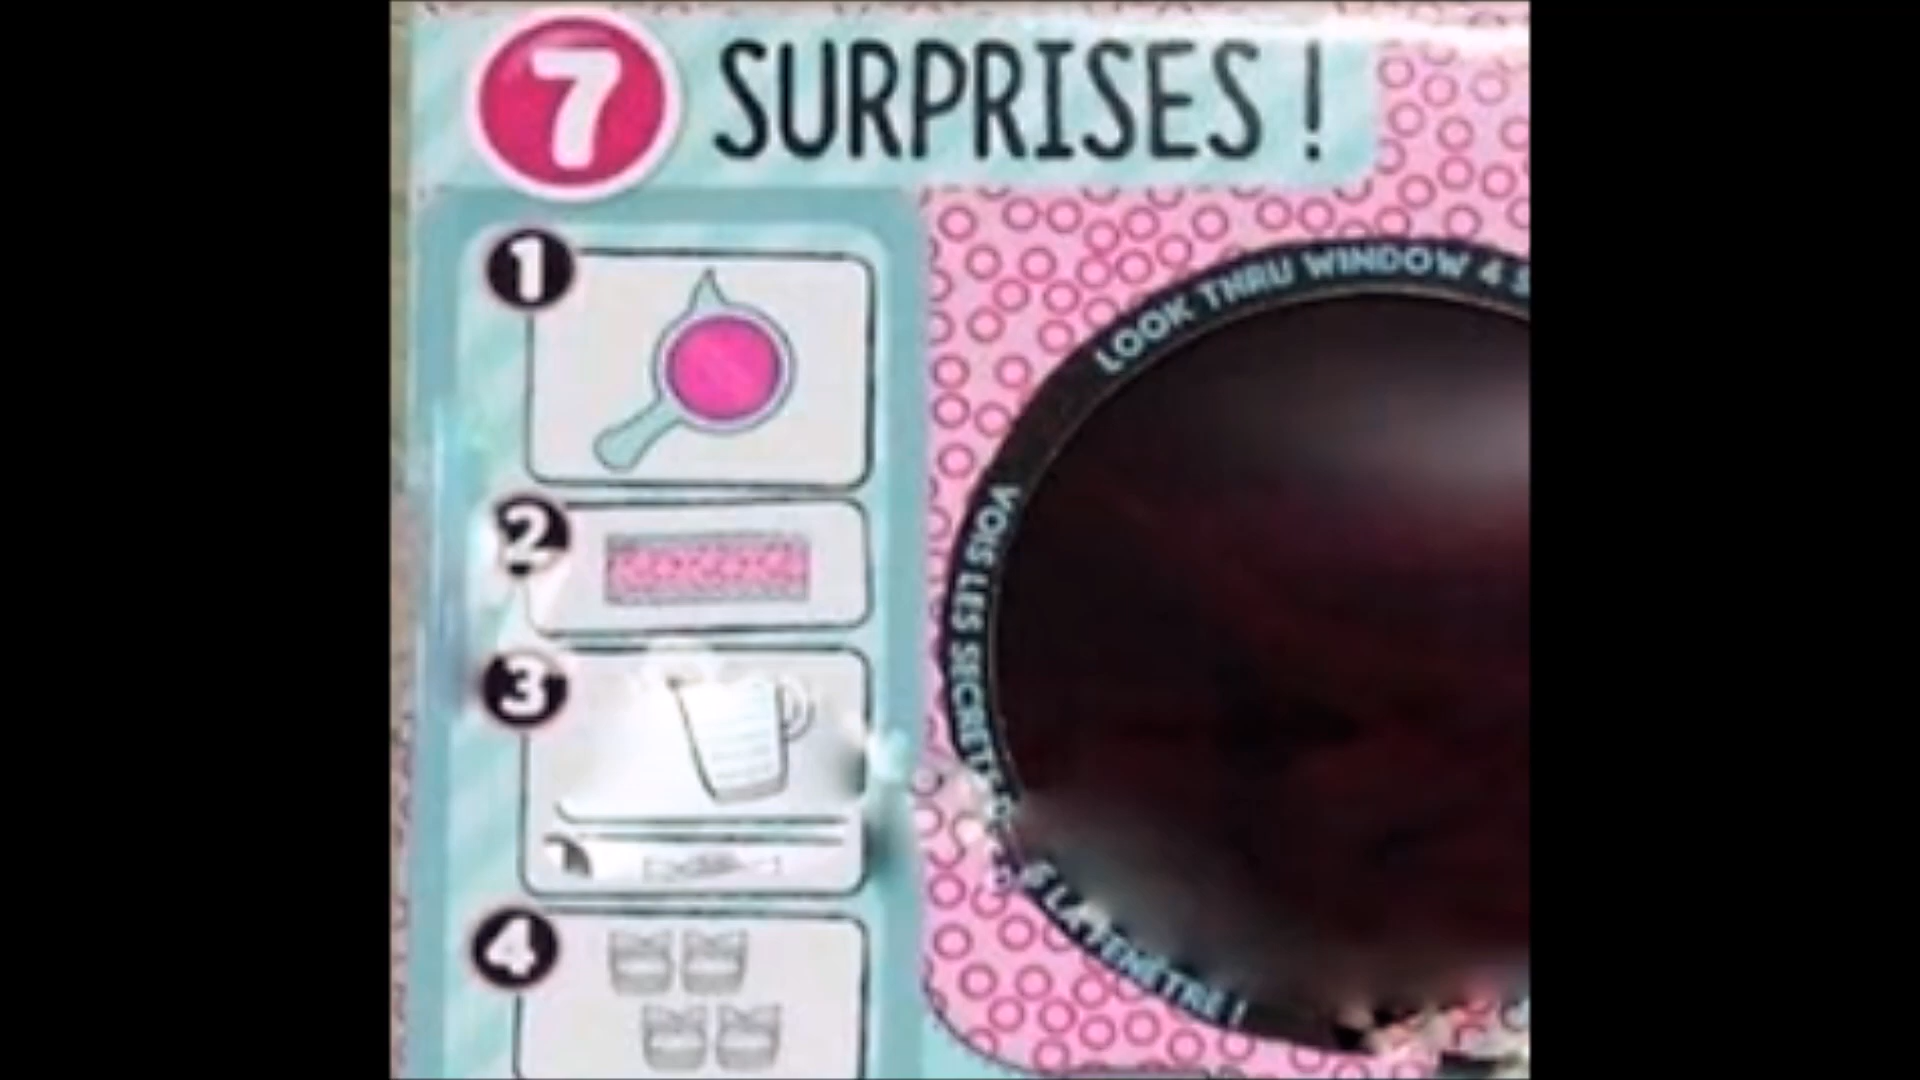 7 SURPRISES !
1
2
3
4
LOOK THRU WINDOW 4
VOIS LES SECRETS
LA FENÊTRE !